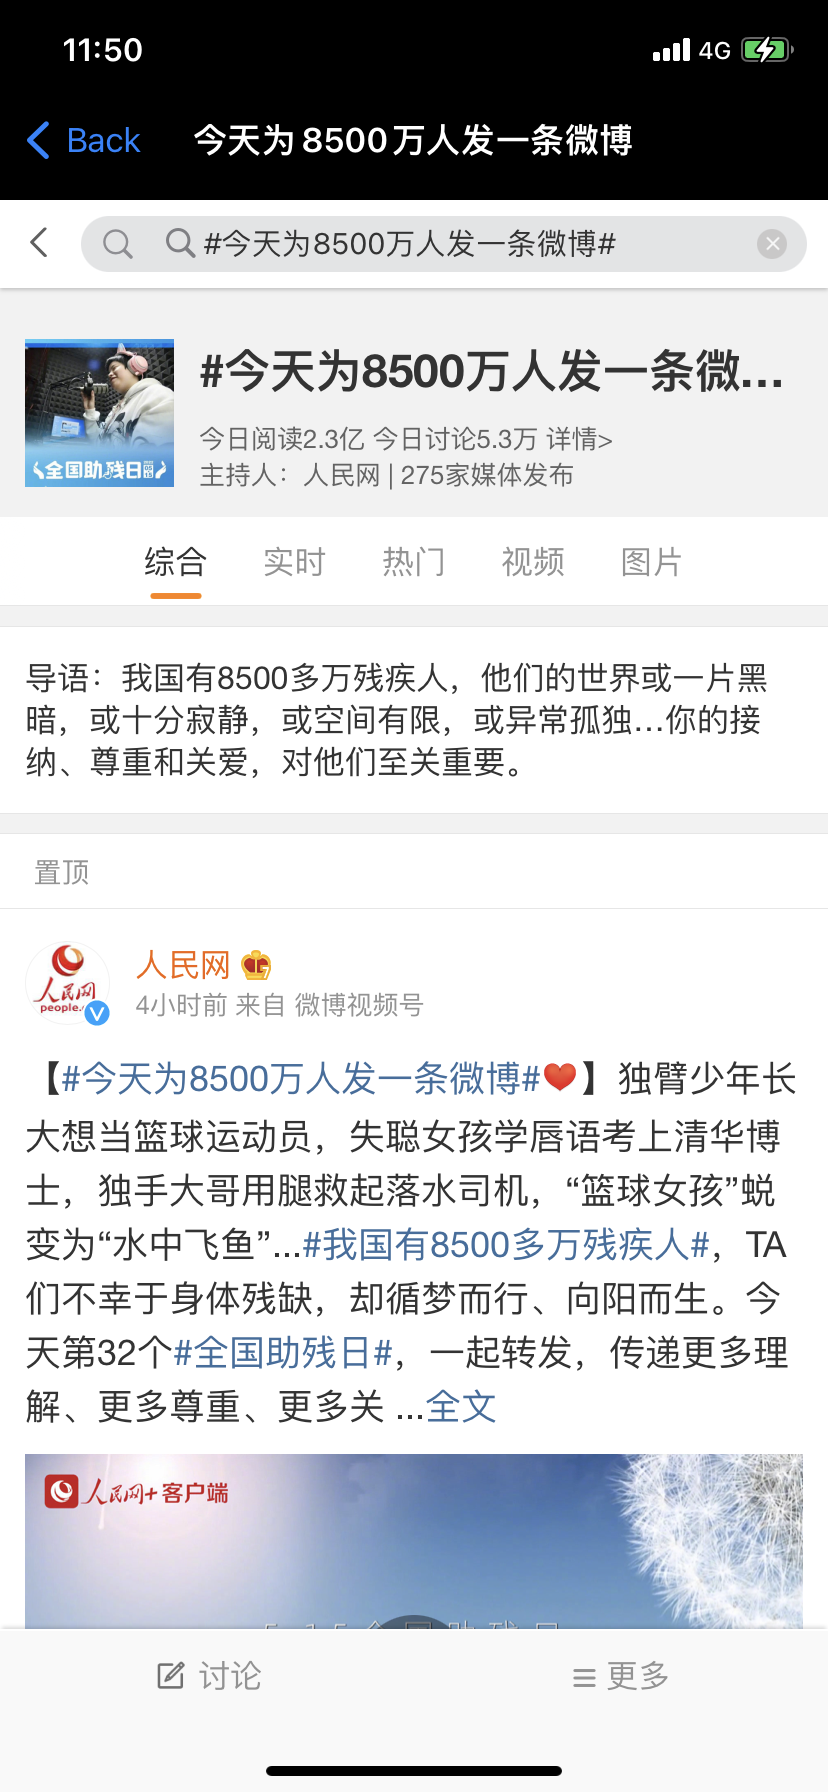 11:50
4G
Back 今天为8500万人发一条微博
#今天为8500万人发一条微博#
#今天为8500万人发一条微...
全国助残日
今日阅读2.3亿 今日讨论5.3万 详情>
主持人：人民网 | 275家媒体发布
综合 实时 热门 视频 图片
导语：我国有8500多万残疾人，他们的世界或一片黑
暗，或十分寂静，或空间有限，或异常孤独...你的接
纳、尊重和关爱，对他们至关重要。
置顶
人民网
people.
人民网
4小时前 来自 微博视频号
【#今天为8500万人发一条微博#❤️】独臂少年长
大想当篮球运动员，失聪女孩学唇语考上清华博
士，独手大哥用腿救起落水司机，“篮球女孩”蜕
变为“水中飞鱼”...#我国有8500多万残疾人#，TA
们不幸于身体残缺，却循梦而行、向阳而生。今
天第32个#全国助残日#，一起转发，传递更多理
解、更多尊重、更多关 ...全文
人民网+客户端
讨论 更多